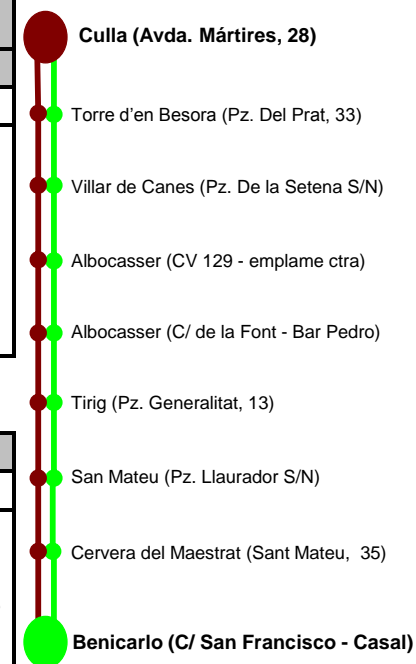 Culla (Avda. Mártires, 28)
Torre d'en Besora (Pz. Del Prat, 33)
Villar de Canes (Pz. De la Setena S/N)
Albocasser (CV 129 - emplame ctra)
Albocasser (C/ de la Font - Bar Pedro)
Tirig (Pz. Generalitat, 13)
San Mateu (Pz. Llaurador S/N)
Cervera del Maestrat (Sant Mateu, 35)
Benicarlo (C/ San Francisco - Casal)